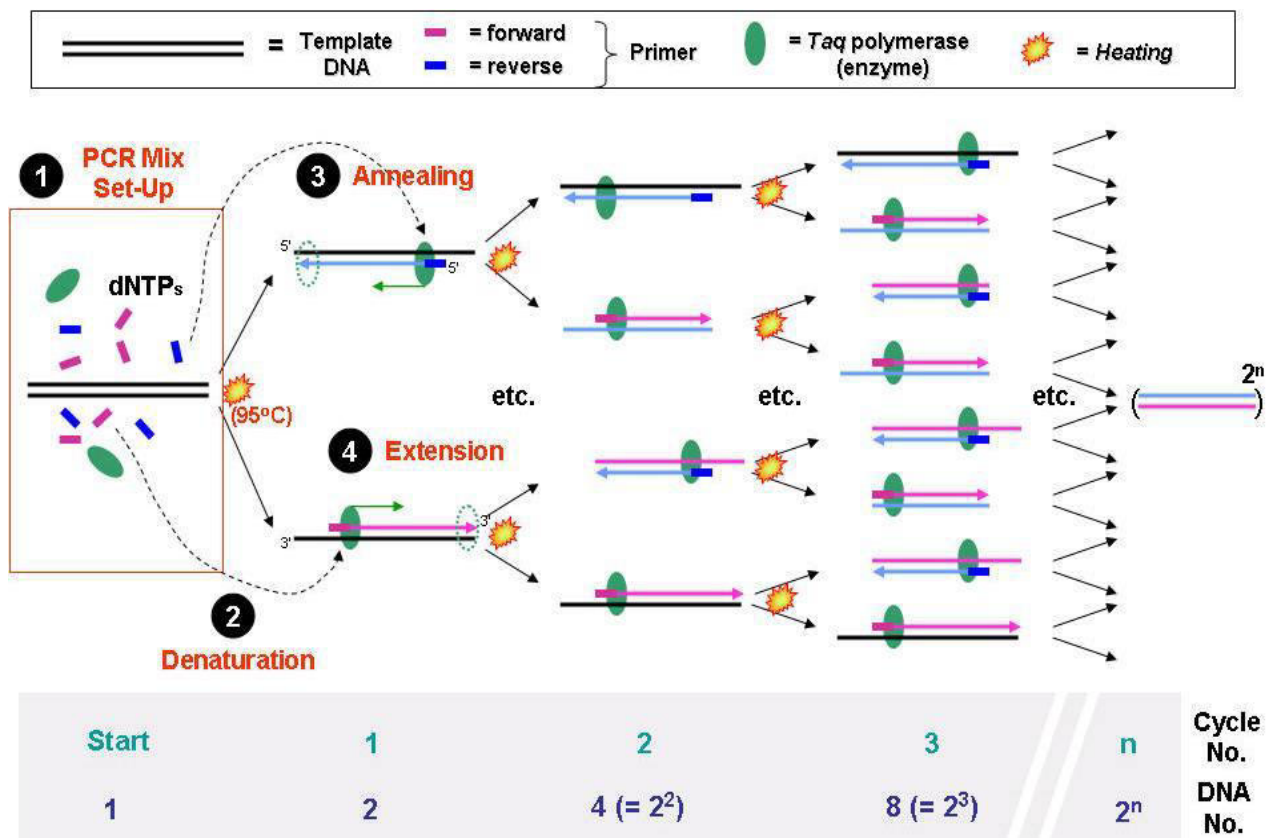 = Template DNA
= forward
= reverse
Primer
= Taq polymerase
(enzyme)
= Heating
1
PCR Mix
Set-Up
3 Annealing
dNTPs
5'
5'
(95°C)
etc.
etc.
etc.
( ) 2ⁿ
4 Extension
3'
3'
2
Denaturation
Start 1 2 3 n Cycle No.
1 2 4 (= 2²) 8 (= 2³) 2ⁿ DNA No.